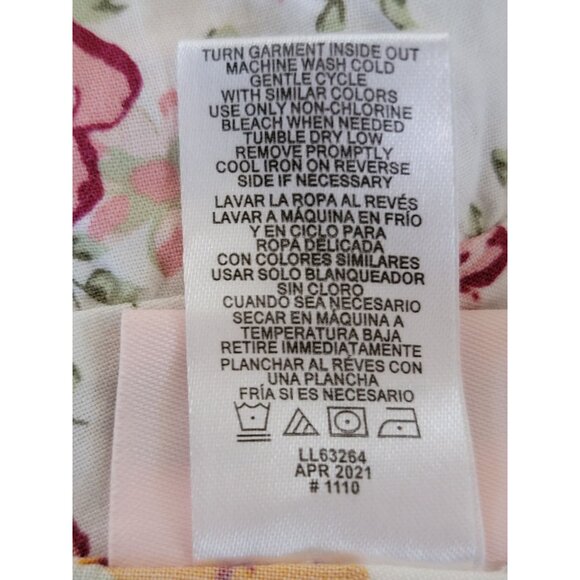 TURN GARMENT INSIDE OUT
MACHINE WASH COLD
GENTLE CYCLE
WITH SIMILAR COLORS
USE ONLY NON-CHLORINE
BLEACH WHEN NEEDED
TUMBLE DRY LOW
REMOVE PROMPTLY
COOL IRON ON REVERSE
SIDE IF NECESSARY
LAVAR LA ROPA AL REVÉS
LAVAR A MÁQUINA EN FRÍO
Y EN CICLO PARA
ROPA DELICADA
CON COLORES SIMILARES
USAR SOLO BLANQUEADOR
SIN CLORO
CUANDO SEA NECESARIO
SECAR EN MÁQUINA A
TEMPERATURA BAJA
RETIRE IMMEDIATAMENTE
PLANCHAR AL RÉVES CON
UNA PLANCHA
FRÍA SI ES NECESARIO
LL63264
APR 2021
# 1110